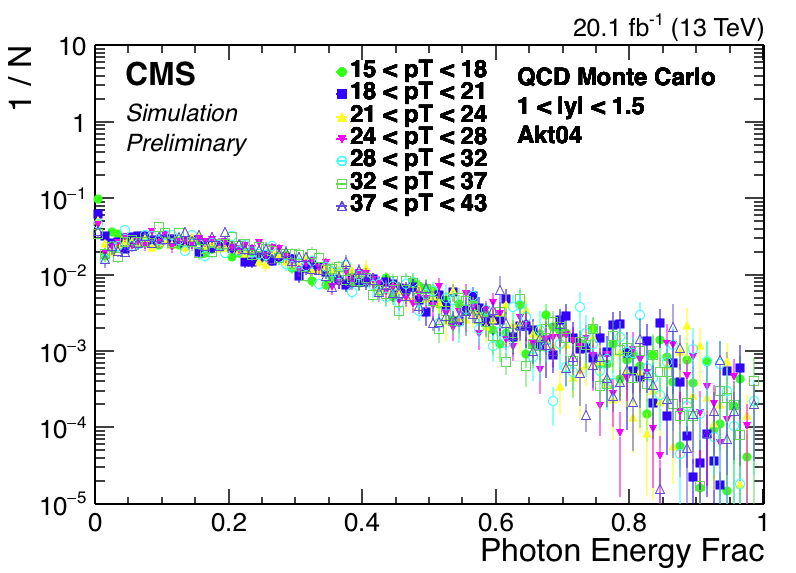 20.1 fb⁻¹ (13 TeV)
1 / N
CMS
Simulation
Preliminary
15 < pT < 18
18 < pT < 21
21 < pT < 24
24 < pT < 28
28 < pT < 32
32 < pT < 37
37 < pT < 43
QCD Monte Carlo
1 < |y| < 1.5
Akt04
10
1
10⁻¹
10⁻²
10⁻³
10⁻⁴
10⁻⁵
0 0.2 0.4 0.6 0.8 1
Photon Energy Frac